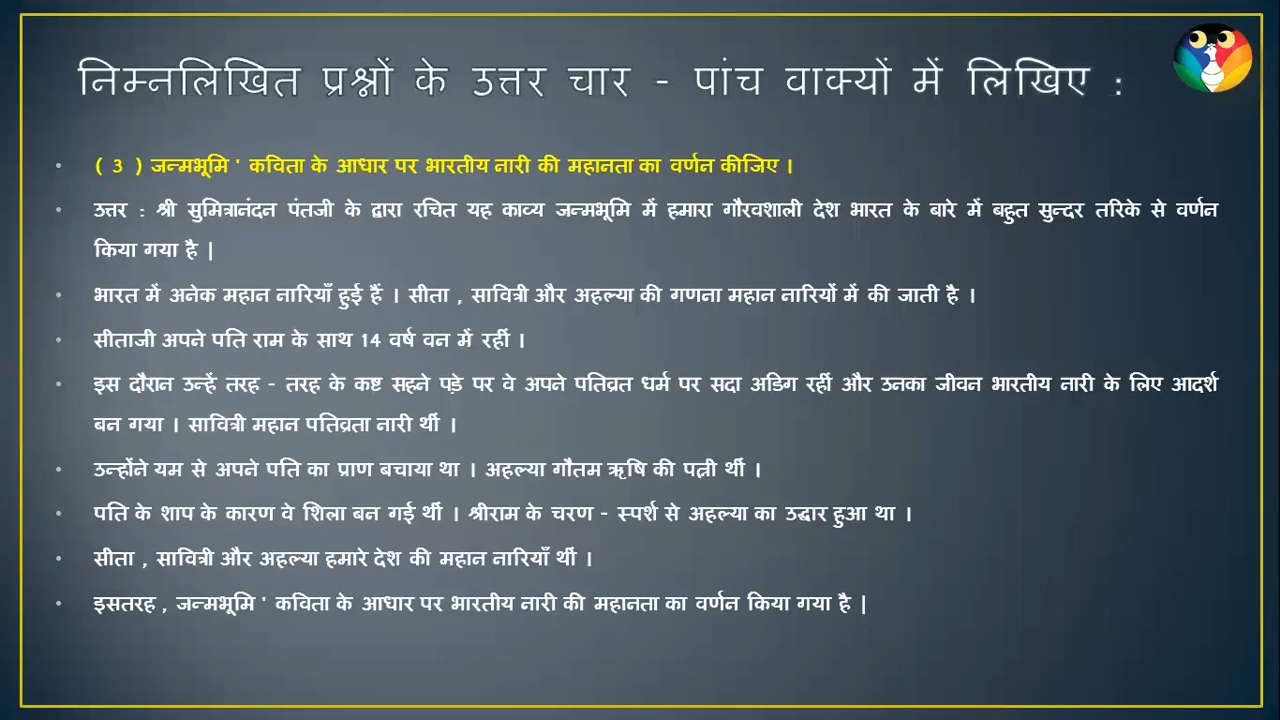 निम्नलिखित प्रश्नों के उत्तर चार - पांच वाक्यों में लिखिए :
( 3 ) जन्मभूमि ' कविता के आधार पर भारतीय नारी की महानता का वर्णन कीजिए ।
उत्तर : श्री सुमित्रानंदन पंतजी के द्वारा रचित यह काव्य जन्मभूमि में हमारा गौरवशाली देश भारत के बारे में बहुत सुन्दर तरिके से वर्णन
किया गया है |
भारत में अनेक महान नारियाँ हुई हैं । सीता , सावित्री और अहल्या की गणना महान नारियों में की जाती है ।
सीताजी अपने पति राम के साथ 14 वर्ष वन में रहीं ।
इस दौरान उन्हें तरह - तरह के कष्ट सहने पड़े पर वे अपने पतिव्रत धर्म पर सदा अडिग रहीं और उनका जीवन भारतीय नारी के लिए आदर्श
बन गया । सावित्री महान पतिव्रता नारी थीं ।
उन्होंने यम से अपने पति का प्राण बचाया था । अहल्या गौतम ऋषि की पत्नी थीं ।
पति के शाप के कारण वे शिला बन गई थीं । श्रीराम के चरण - स्पर्श से अहल्या का उद्धार हुआ था ।
सीता , सावित्री और अहल्या हमारे देश की महान नारियाँ थीं ।
इसतरह , जन्मभूमि ' कविता के आधार पर भारतीय नारी की महानता का वर्णन किया गया है |